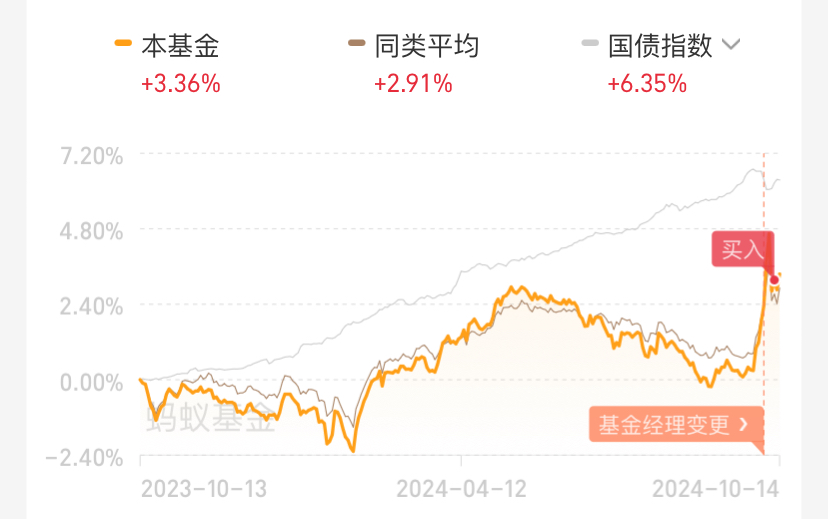 本基金 同类平均 国债指数
+3.36% +2.91% +6.35%
7.20%
4.80%
买入
2.40%
0.00%
蚂蚁基金
基金经理变更 ›
-2.40%
2023-10-13 2024-04-12 2024-10-14